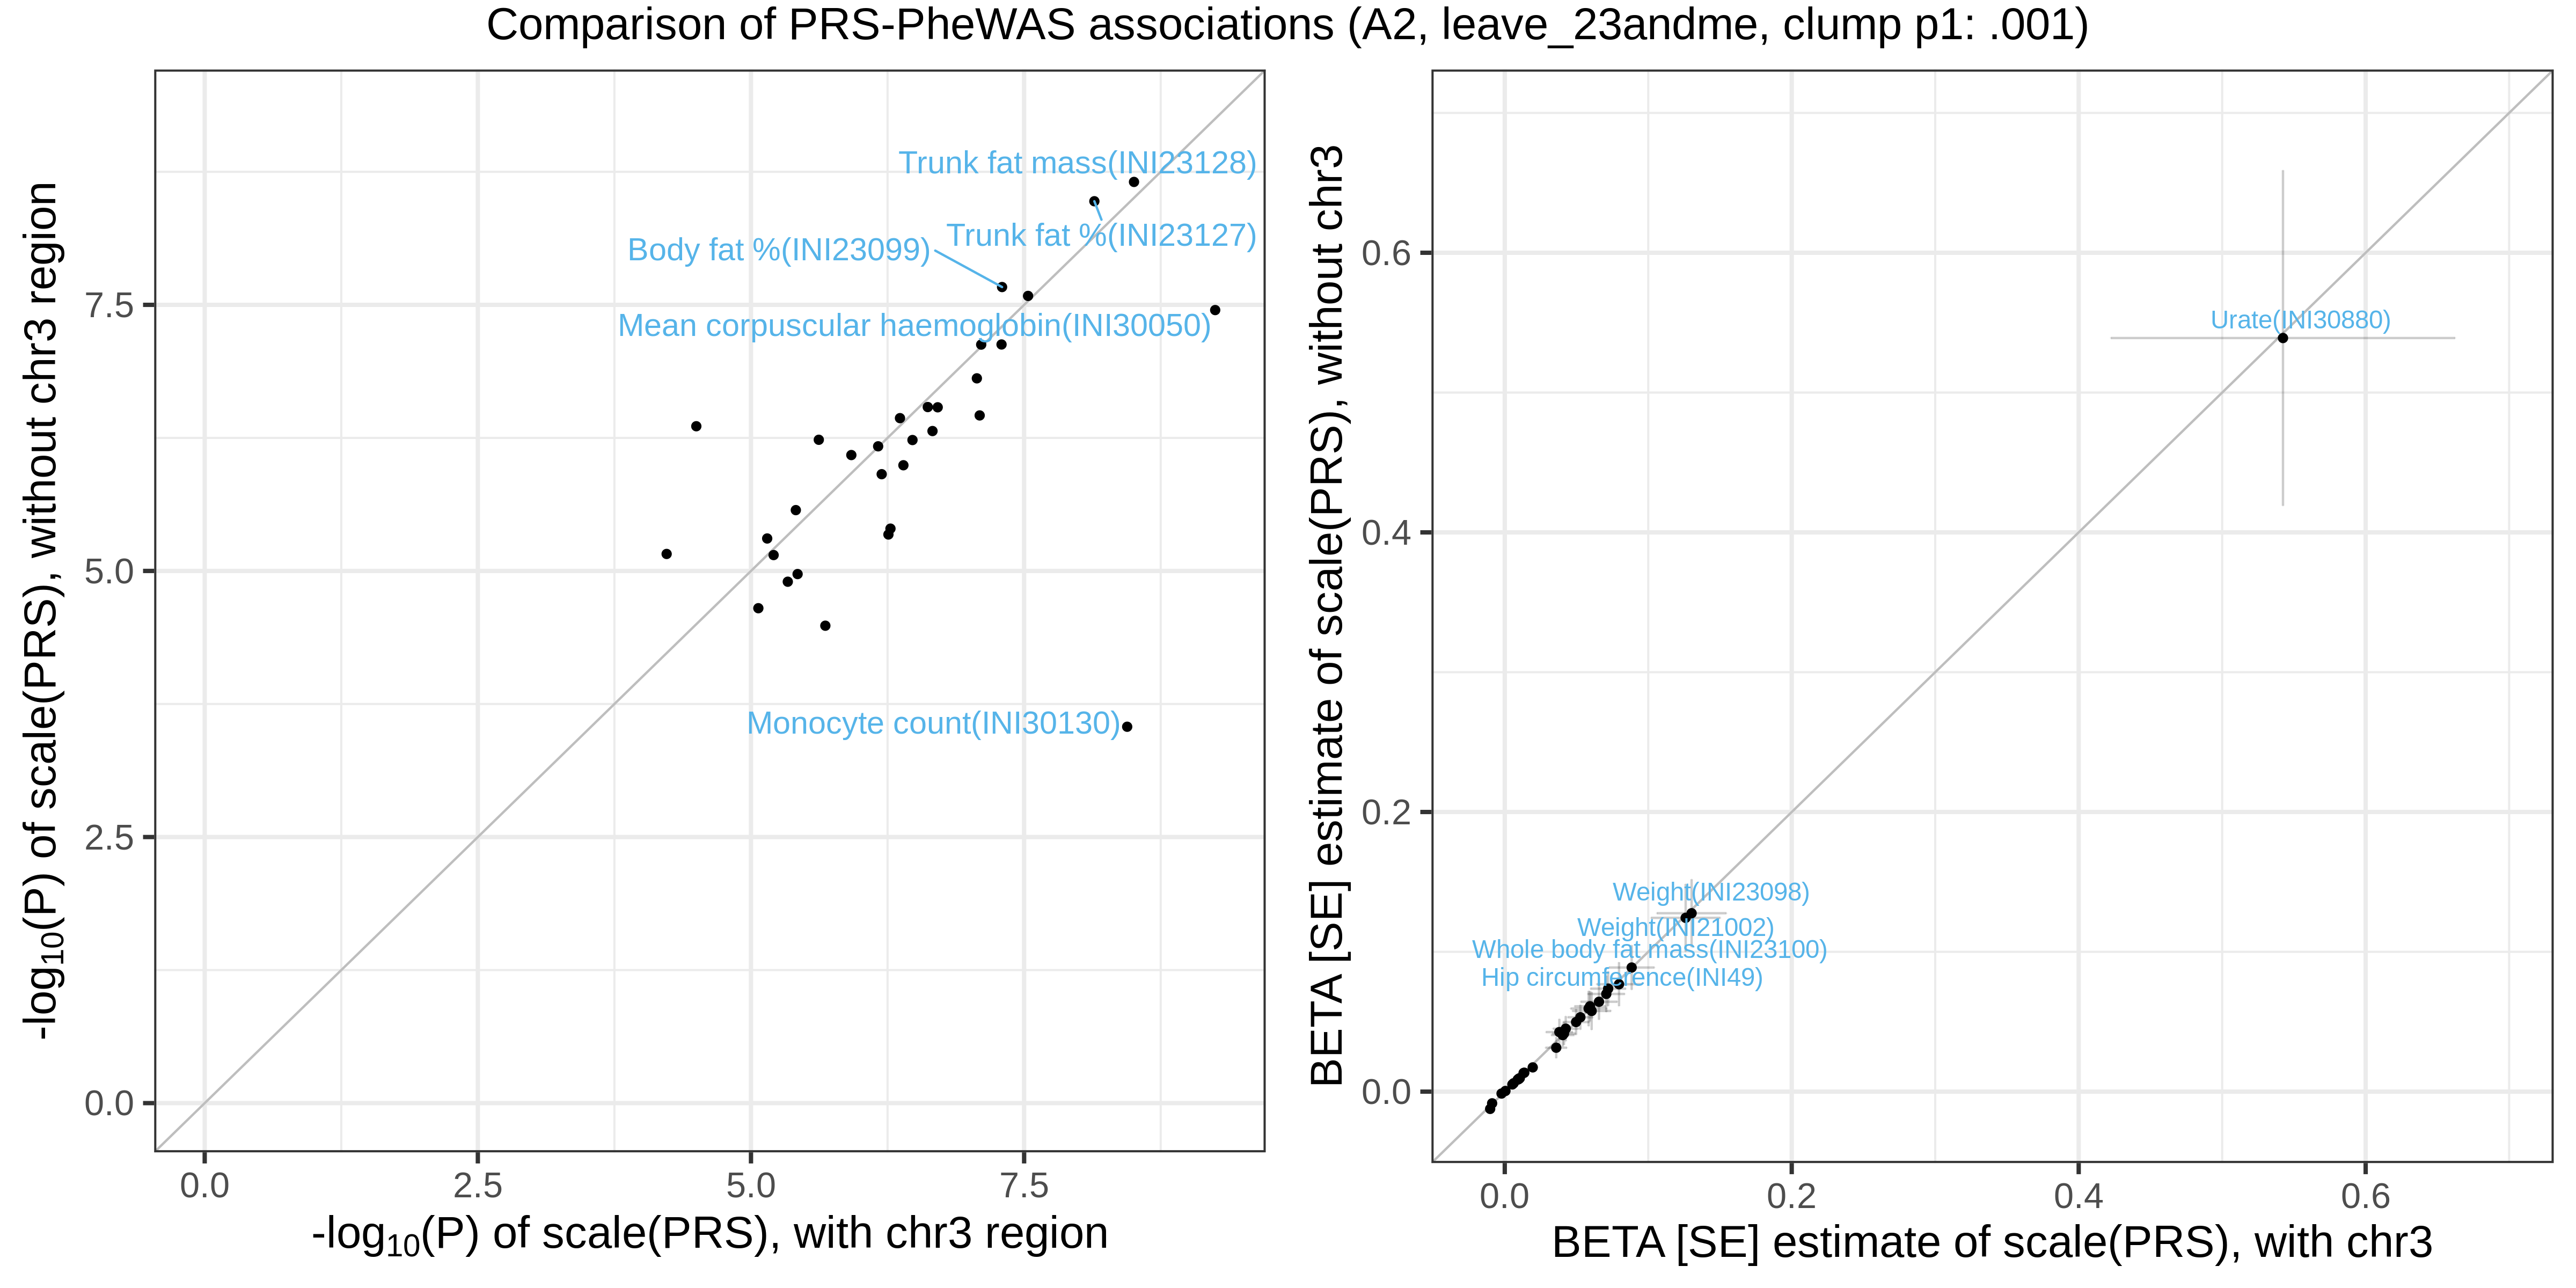 Comparison of PRS-PheWAS associations (A2, leave_23andme, clump p1: .001)
-log10(P) of scale(PRS), without chr3 region
7.5
5.0
2.5
0.0
Trunk fat mass(INI23128)
Trunk fat %(INI23127)
Body fat %(INI23099)
Mean corpuscular haemoglobin(INI30050)
Monocyte count(INI30130)
0.0
2.5
5.0
7.5
-log10(P) of scale(PRS), with chr3 region
BETA [SE] estimate of scale(PRS), without chr3
0.6
0.4
0.2
0.0
Urate(INI30880)
Weight(INI23098)
Weight(INI21002)
Whole body fat mass(INI23100)
Hip circumference(INI49)
0.0
0.2
0.4
0.6
BETA [SE] estimate of scale(PRS), with chr3